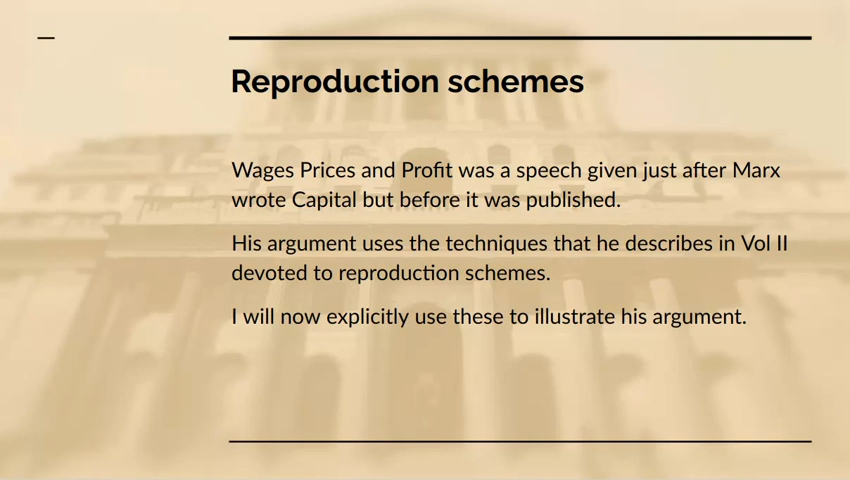 Reproduction schemes
Wages Prices and Profit was a speech given just after Marx
wrote Capital but before it was published.
His argument uses the techniques that he describes in Vol II
devoted to reproduction schemes.
I will now explicitly use these to illustrate his argument.